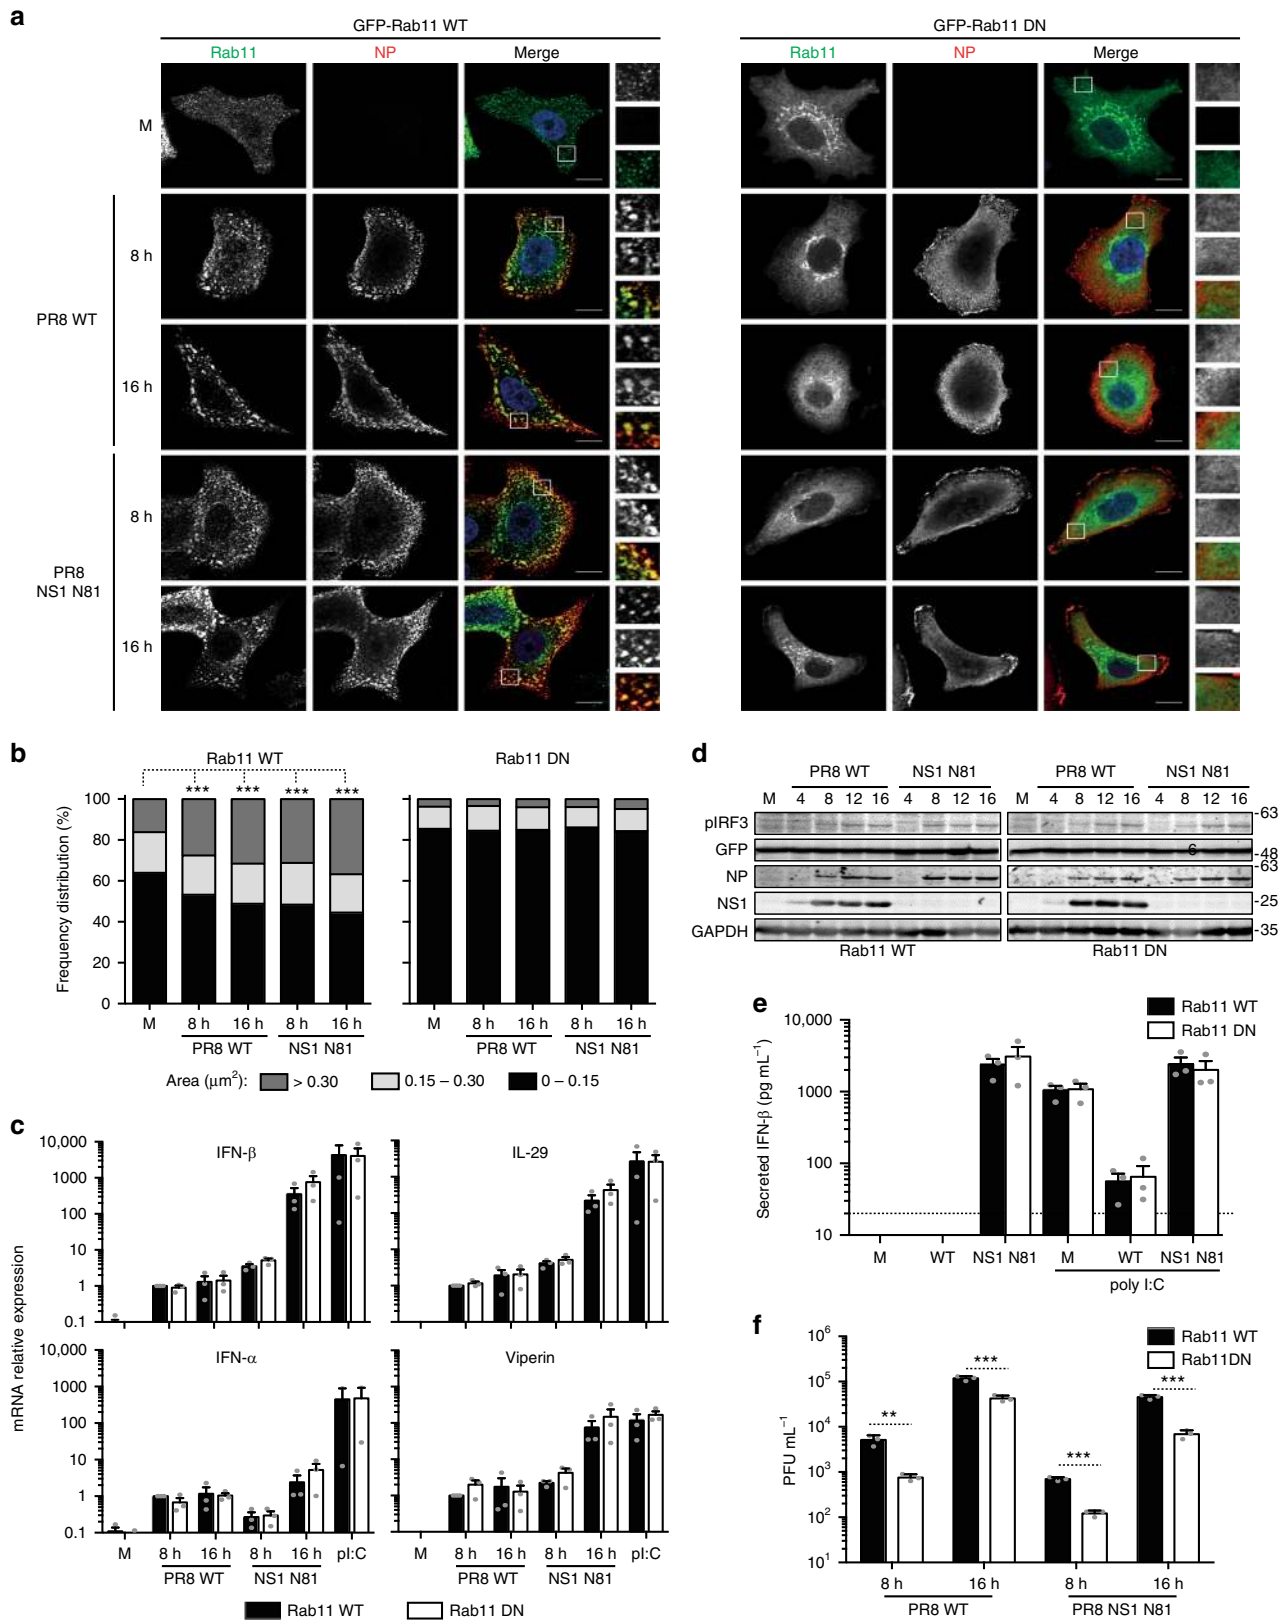 a
GFP-Rab11 WT
GFP-Rab11 DN
Rab11 NP Merge
Rab11 NP Merge
M
8 h
PR8 WT
16 h
8 h
PR8
NS1 N81
16 h
b
Rab11 WT
Rab11 DN
*** *** *** ***
Frequency distribution (%)
100
80
60
40
20
0
M 8 h 16 h 8 h 16 h
PR8 WT NS1 N81
M 8 h 16 h 8 h 16 h
PR8 WT NS1 N81
Area (μm²): > 0.30 0.15 – 0.30 0 – 0.15
c
mRNA relative expression
IFN-β
10,000
1000
100
10
1
0.1
IL-29
IFN-α
10,000
1000
100
10
1
0.1
Viperin
M 8 h 16 h 8 h 16 h pI:C
PR8 WT NS1 N81
M 8 h 16 h 8 h 16 h pI:C
PR8 WT NS1 N81
Rab11 WT Rab11 DN
d
PR8 WT NS1 N81 PR8 WT NS1 N81
M 4 8 12 16 4 8 12 16 M 4 8 12 16 4 8 12 16
pIRF3 -63
GFP 6 -48
NP -63
NS1 -25
GAPDH -35
Rab11 WT Rab11 DN
e
Rab11 WT
Rab11 DN
Secreted IFN-β (pg mL⁻¹)
10,000
1000
100
10
M WT NS1 N81 M WT NS1 N81
poly I:C
f
Rab11 WT
Rab11DN
PFU mL⁻¹
10⁶
10⁵
10⁴
10³
10²
10¹
** *** *** ***
8 h 16 h 8 h 16 h
PR8 WT PR8 NS1 N81